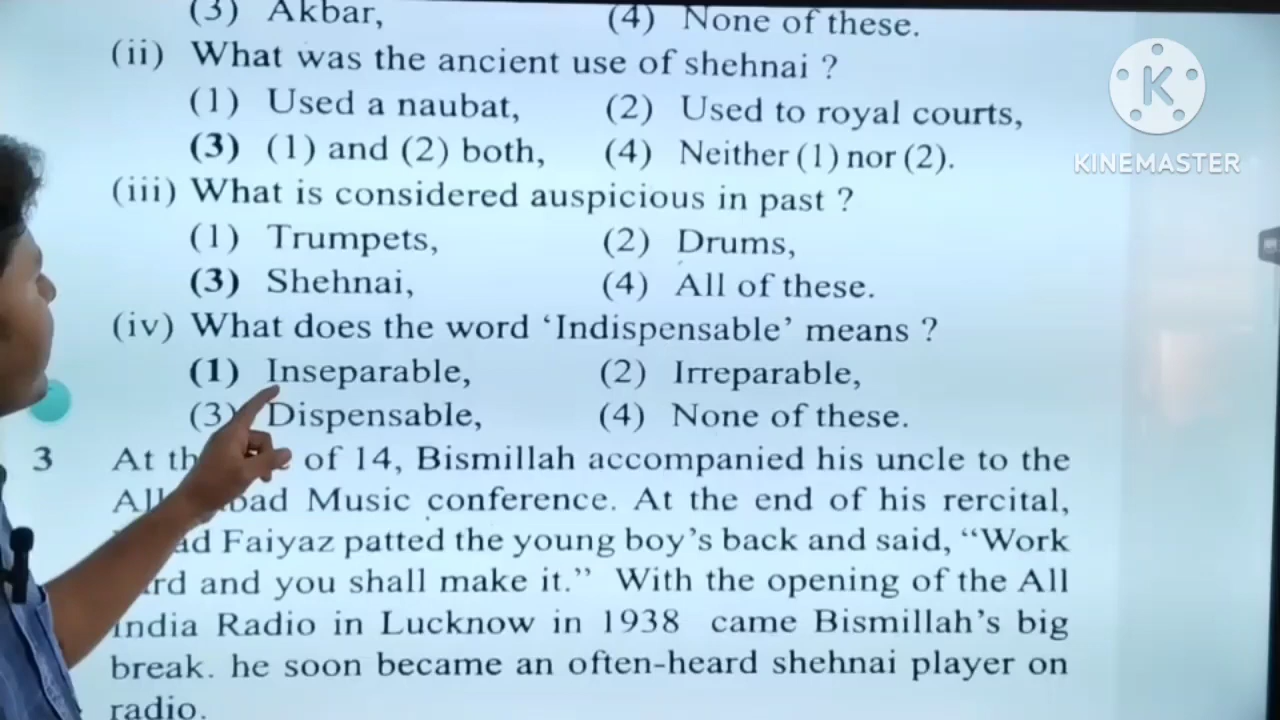 (3) Akbar, (4) None of these.
(ii) What was the ancient use of shehnai ?
(1) Used a naubat, (2) Used to royal courts,
(3) (1) and (2) both, (4) Neither (1) nor (2).
(iii) What is considered auspicious in past ?
(1) Trumpets, (2) Drums,
(3) Shehnai, (4) All of these.
(iv) What does the word ‘Indispensable’ means ?
(1) Inseparable, (2) Irreparable,
(3) Dispensable, (4) None of these.
3 At of 14, Bismillah accompanied his uncle to the
Music conference. At the end of his rercital,
Faiyaz patted the young boy’s back and said, “Work
and you shall make it.” With the opening of the All
India Radio in Lucknow in 1938 came Bismillah’s big
break. he soon became an often-heard shehnai player on
radio.
K
KINEMASTER